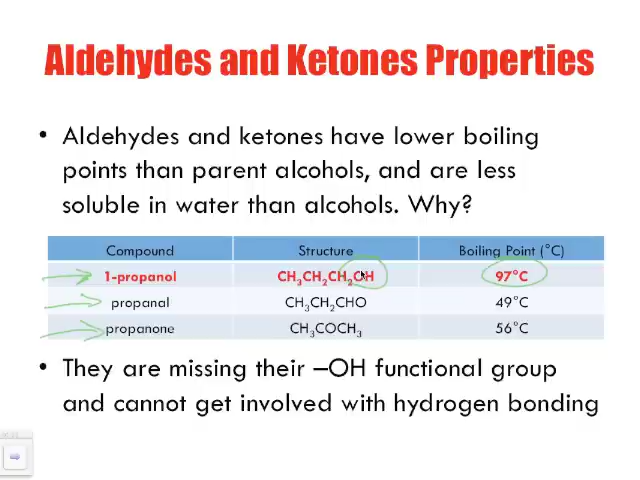 Aldehydes and Ketones Properties
• Aldehydes and ketones have lower boiling
points than parent alcohols, and are less
soluble in water than alcohols. Why?
Compound Structure Boiling Point (°C)
1-propanol CH₃CH₂CH₂OH 97°C
propanal CH₃CH₂CHO 49°C
propanone CH₃COCH₃ 56°C
• They are missing their –OH functional group
and cannot get involved with hydrogen bonding